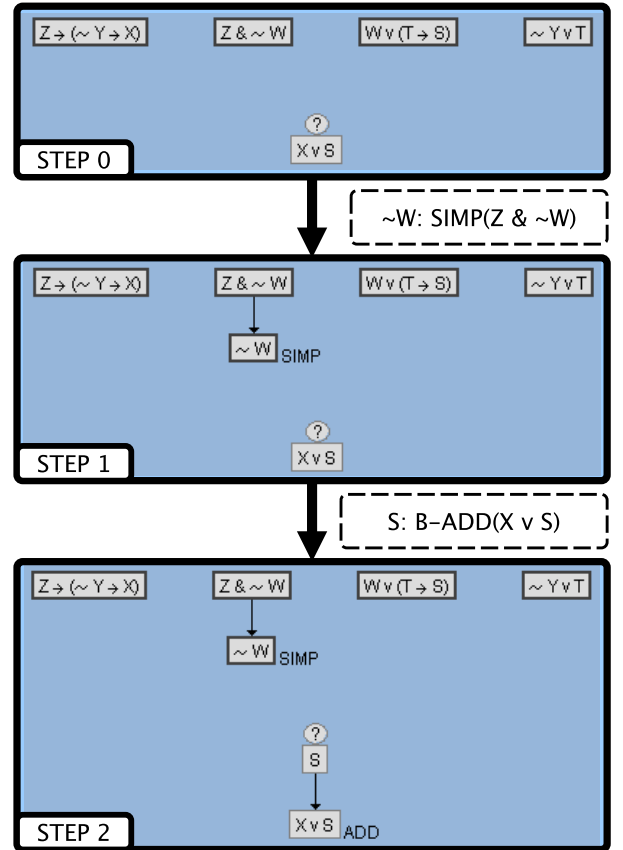 Z → (~ Y → X) Z & ~ W W v (T → S) ~ Y v T
?
X v S
STEP 0
~W: SIMP(Z & ~W)
Z → (~ Y → X) Z & ~ W W v (T → S) ~ Y v T
~ W SIMP
?
X v S
STEP 1
S: B-ADD(X v S)
Z → (~ Y → X) Z & ~ W W v (T → S) ~ Y v T
~ W SIMP
?
S
X v S ADD
STEP 2